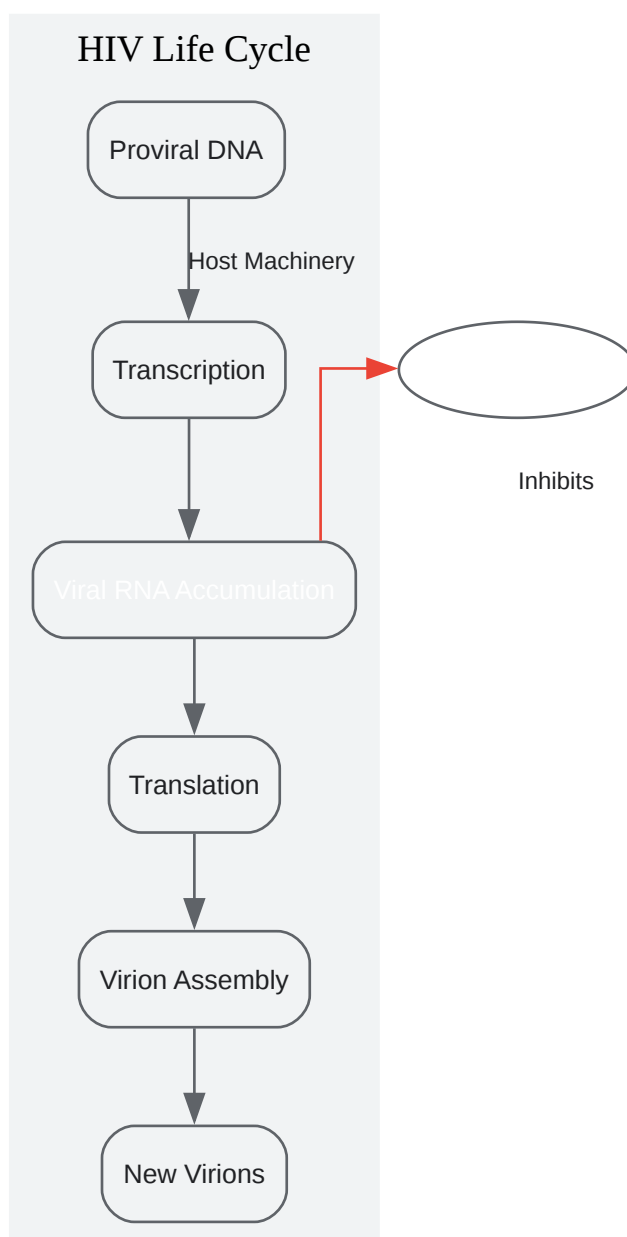 HIV Life Cycle
Proviral DNA
Host Machinery
Transcription
Inhibits
Viral RNA Accumulation
Translation
Virion Assembly
New Virions